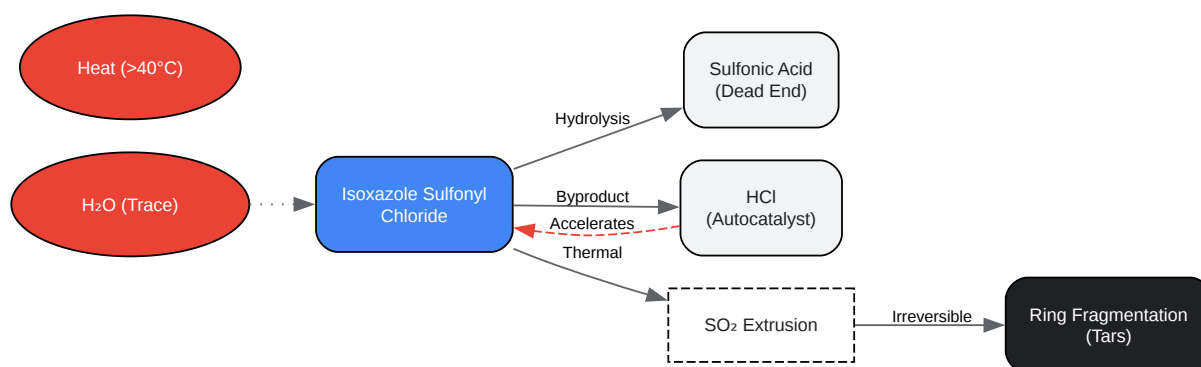 Heat (>40°C)
H₂O (Trace)
Isoxazole Sulfonyl
Chloride
Hydrolysis
Byproduct
Accelerates
Thermal
Sulfonic Acid
(Dead End)
HCl
(Autocatalyst)
SO₂ Extrusion
Irreversible
Ring Fragmentation
(Tars)